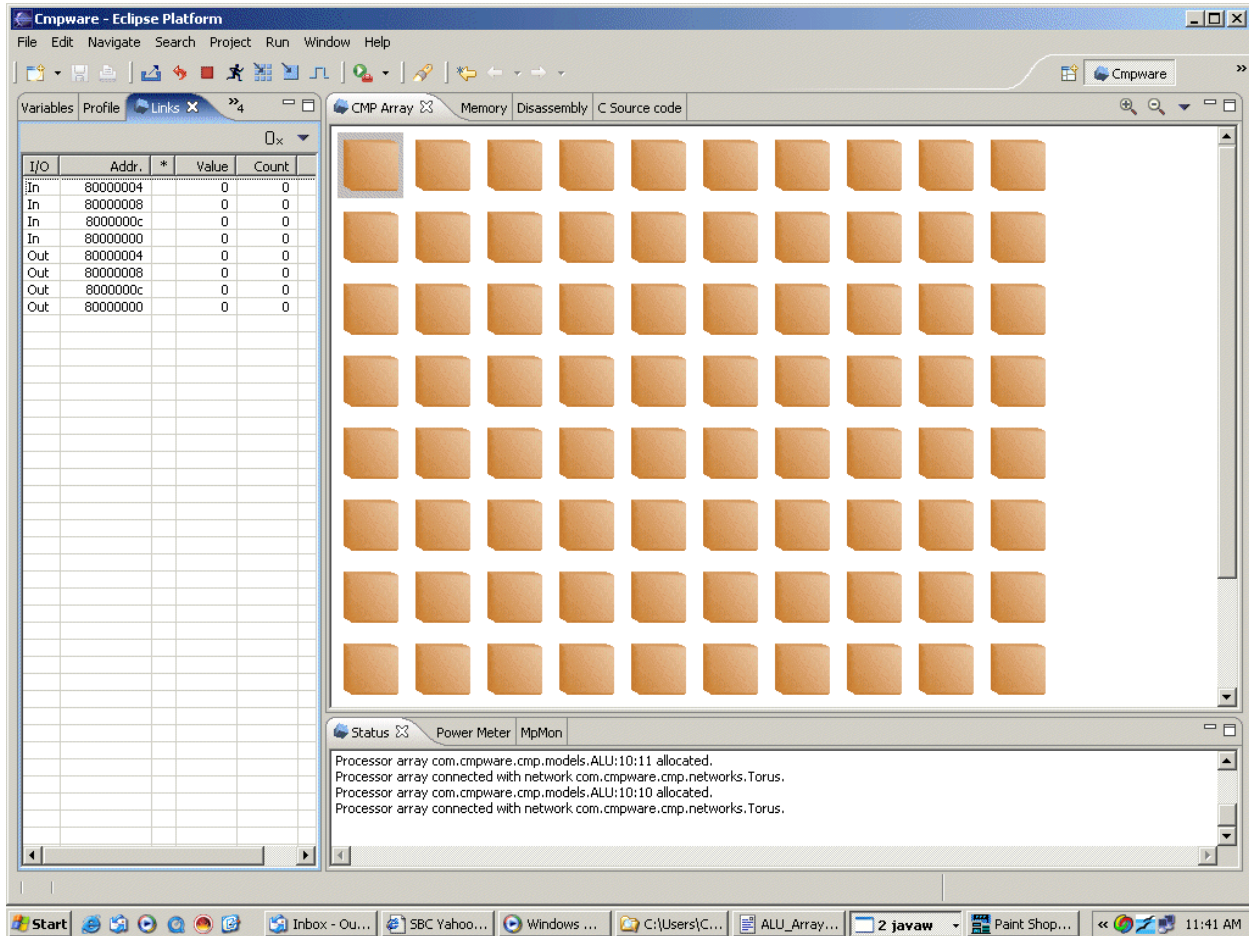 Cmpware - Eclipse Platform
File Edit Navigate Search Project Run Window Help
Cmpware »
Variables Profile Links »4
CMP Array Memory Disassembly C Source code
0x
I/O Addr. * Value Count
In 80000004 0 0
In 80000008 0 0
In 8000000c 0 0
In 80000000 0 0
Out 80000004 0 0
Out 80000008 0 0
Out 8000000c 0 0
Out 80000000 0 0
Status Power Meter MpMon
Processor array com.cmpware.cmp.models.ALU:10:11 allocated.
Processor array connected with network com.cmpware.cmp.networks.Torus.
Processor array com.cmpware.cmp.models.ALU:10:10 allocated.
Processor array connected with network com.cmpware.cmp.networks.Torus.
Start Inbox - Ou... SBC Yahoo... Windows ... C:\Users\C... ALU_Array... 2 javaw Paint Shop... « 11:41 AM